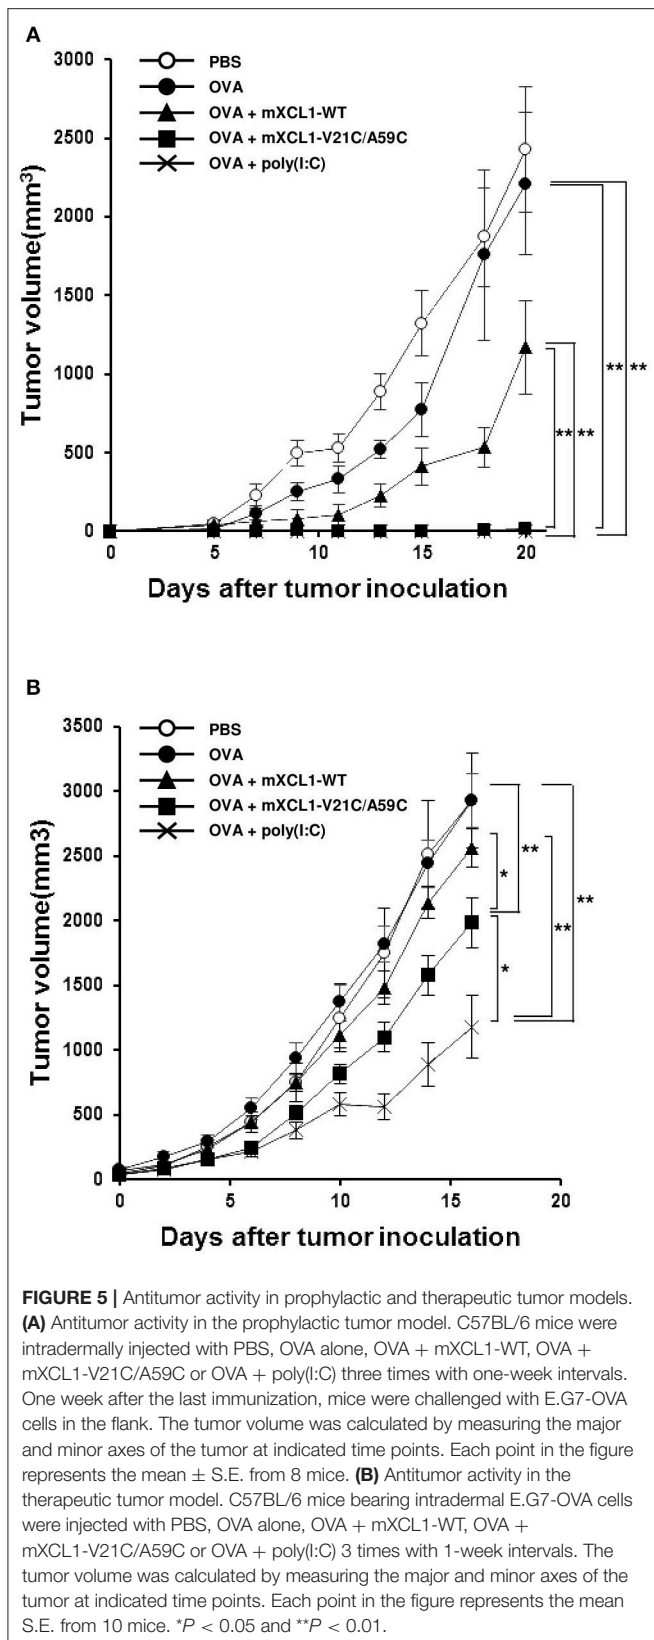 A
3000
2500
2000
1500
1000
500
0
Tumor volume(mm³)
PBS
OVA
OVA + mXCL1-WT
OVA + mXCL1-V21C/A59C
OVA + poly(I:C)
** **
** **
0 5 10 15 20
Days after tumor inoculation
B
3500
3000
2500
2000
1500
1000
500
0
Tumor volume(mm3)
PBS
OVA
OVA + mXCL1-WT
OVA + mXCL1-V21C/A59C
OVA + poly(I:C)
*
**
**
**
*
0 5 10 15 20
Days after tumor inoculation
FIGURE 5 | Antitumor activity in prophylactic and therapeutic tumor models.
(A) Antitumor activity in the prophylactic tumor model. C57BL/6 mice were
intradermally injected with PBS, OVA alone, OVA + mXCL1-WT, OVA +
mXCL1-V21C/A59C or OVA + poly(I:C) three times with one-week intervals.
One week after the last immunization, mice were challenged with E.G7-OVA
cells in the flank. The tumor volume was calculated by measuring the major
and minor axes of the tumor at indicated time points. Each point in the figure
represents the mean ± S.E. from 8 mice. (B) Antitumor activity in the
therapeutic tumor model. C57BL/6 mice bearing intradermal E.G7-OVA cells
were injected with PBS, OVA alone, OVA + mXCL1-WT, OVA +
mXCL1-V21C/A59C or OVA + poly(I:C) 3 times with 1-week intervals. The
tumor volume was calculated by measuring the major and minor axes of the
tumor at indicated time points. Each point in the figure represents the mean
S.E. from 10 mice. *P < 0.05 and **P < 0.01.